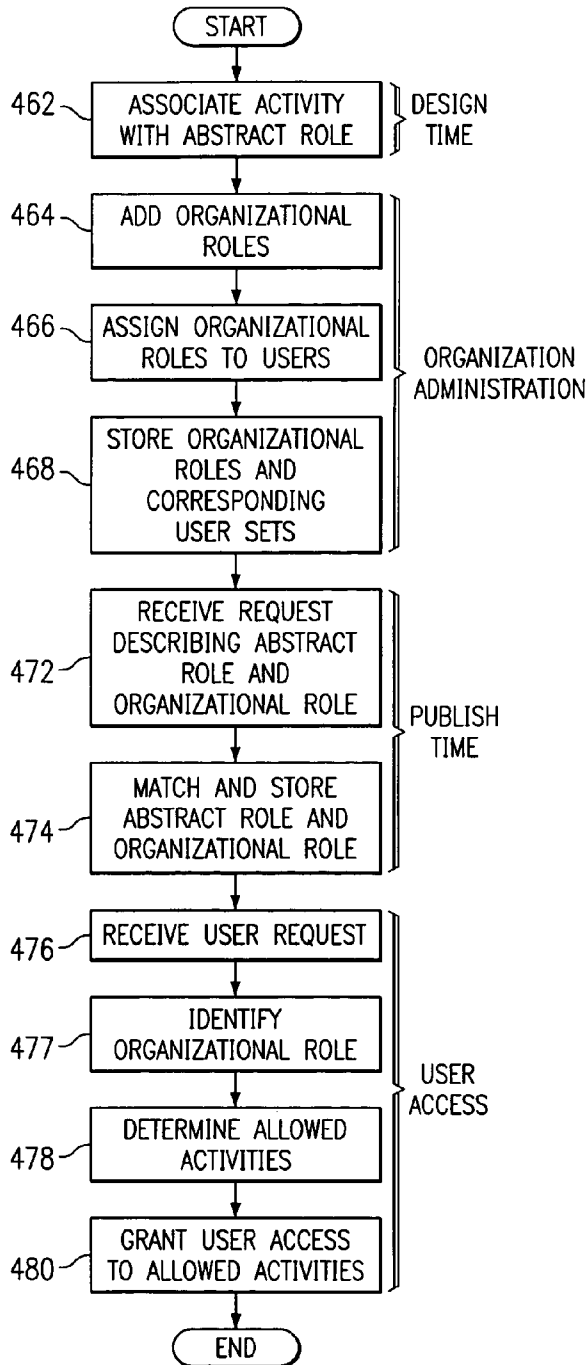 START
462
ASSOCIATE ACTIVITY
WITH ABSTRACT ROLE
DESIGN
TIME
464
ADD ORGANIZATIONAL
ROLES
466
ASSIGN ORGANIZATIONAL
ROLES TO USERS
ORGANIZATION
ADMINISTRATION
468
STORE ORGANIZATIONAL
ROLES AND
CORRESPONDING
USER SETS
472
RECEIVE REQUEST
DESCRIBING ABSTRACT
ROLE AND
ORGANIZATIONAL ROLE
PUBLISH
TIME
474
MATCH AND STORE
ABSTRACT ROLE AND
ORGANIZATIONAL ROLE
476
RECEIVE USER REQUEST
477
IDENTIFY
ORGANIZATIONAL ROLE
USER
ACCESS
478
DETERMINE ALLOWED
ACTIVITIES
480
GRANT USER ACCESS
TO ALLOWED ACTIVITIES
END